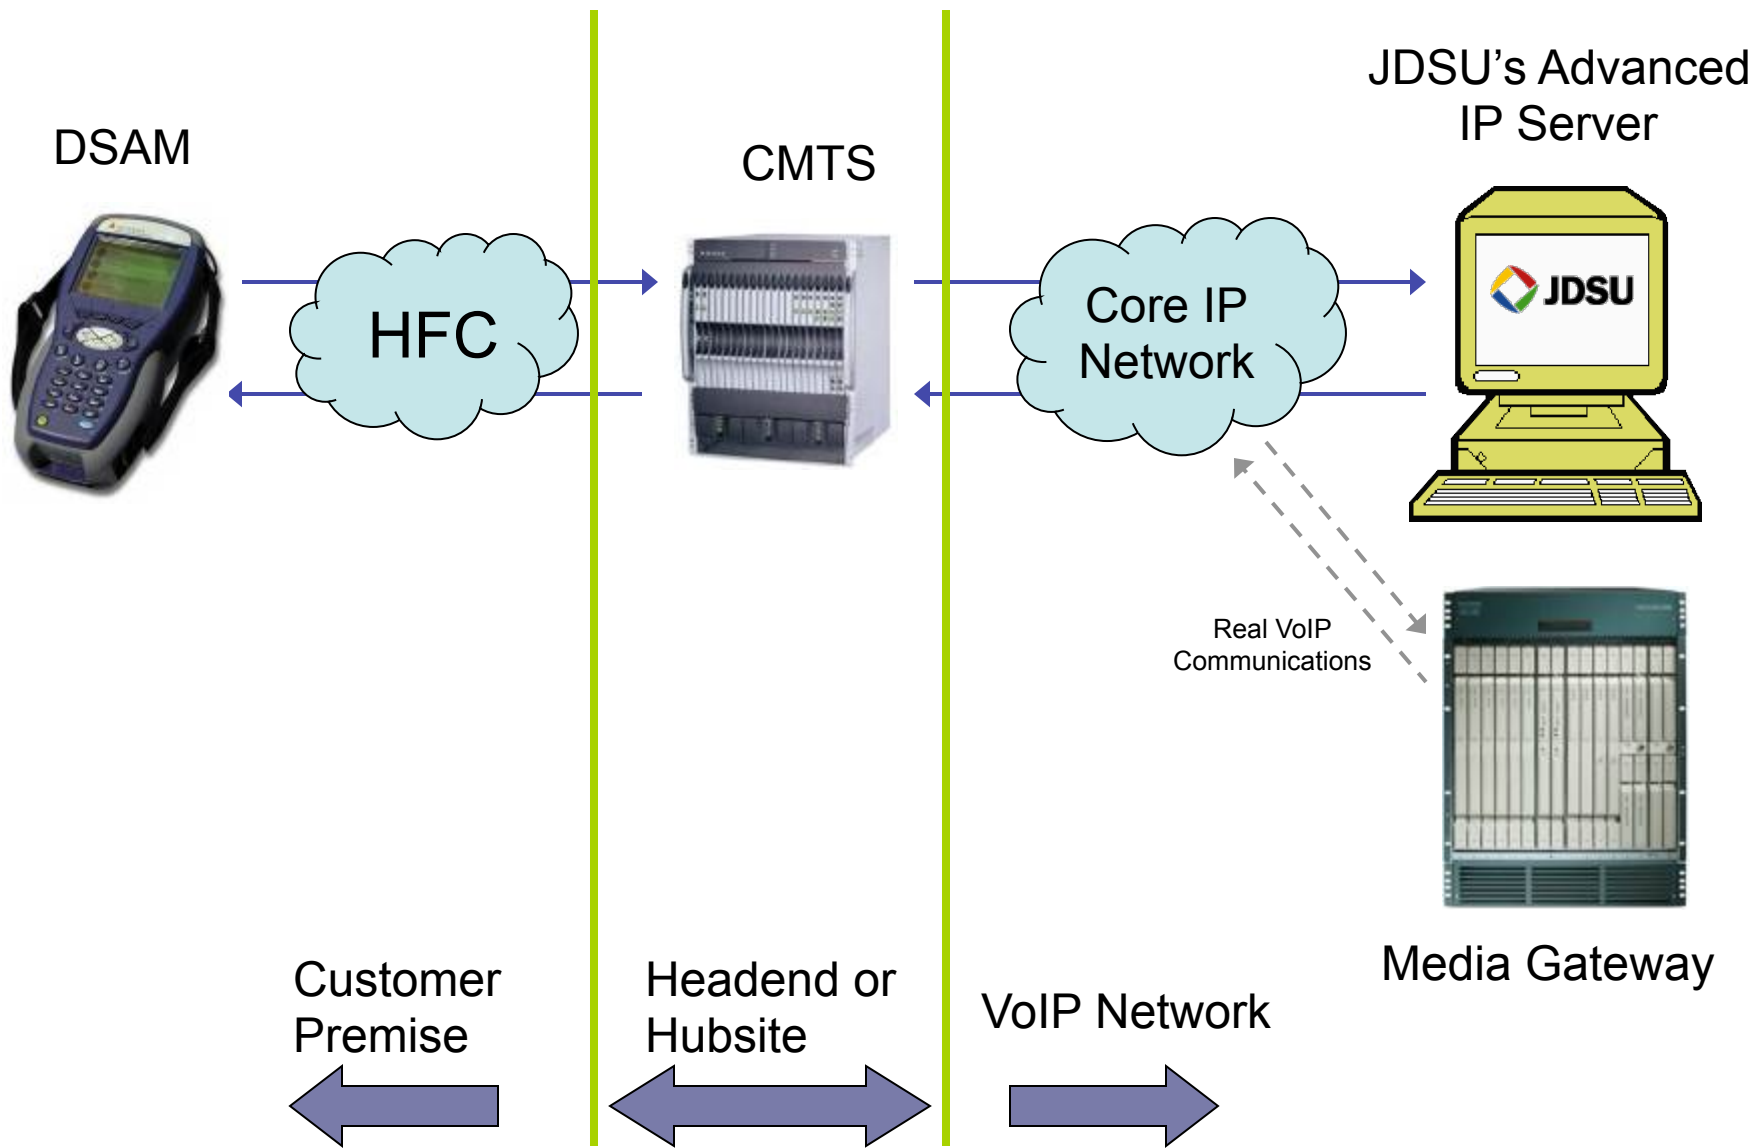 JDSU’s Advanced
IP Server
DSAM
CMTS
HFC
Core IP
Network
JDSU
Real VoIP
Communications
Media Gateway
Customer
Premise
Headend or
Hubsite
VoIP Network